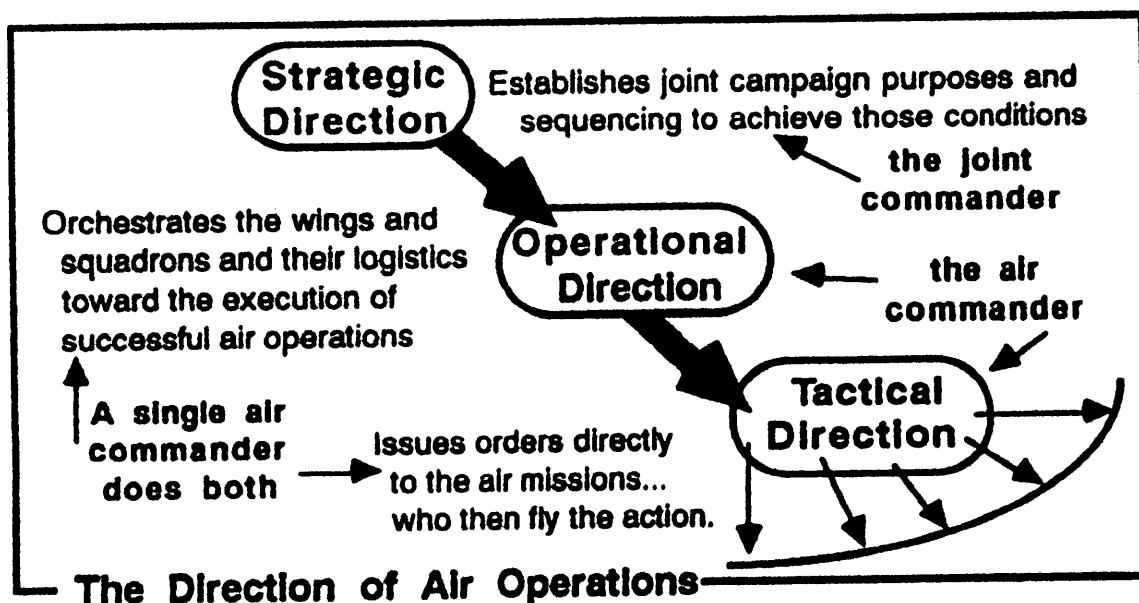 Strategic
Direction
Establishes joint campaign purposes and
sequencing to achieve those conditions
the joint
commander
Orchestrates the wings and
squadrons and their logistics
toward the execution of
successful air operations
Operational
Direction
the air
commander
A single air
commander
does both
Issues orders directly
to the air missions...
who then fly the action.
Tactical
Direction
The Direction of Air Operations